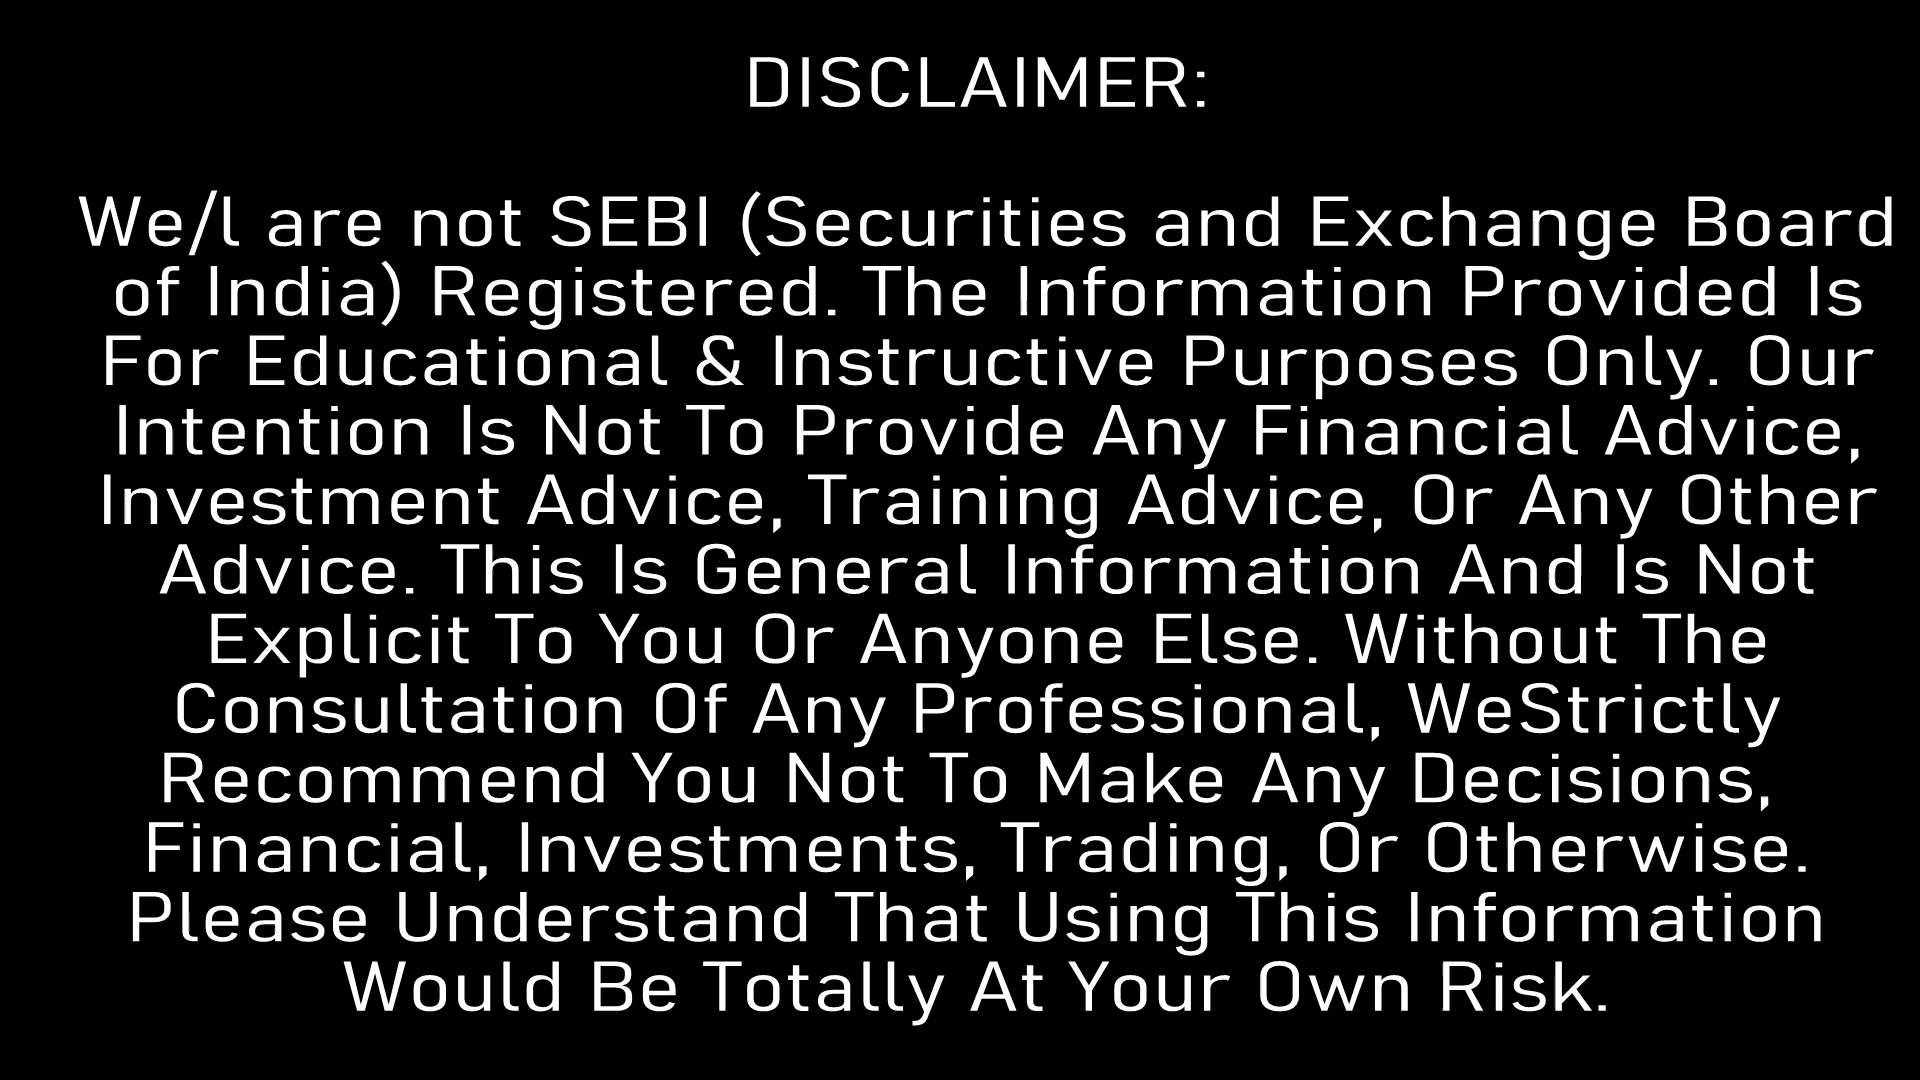 DISCLAIMER:
We/l are not SEBI (Securities and Exchange Board
of India) Registered. The Information Provided Is
For Educational & Instructive Purposes Only. Our
Intention Is Not To Provide Any Financial Advice,
Investment Advice, Training Advice, Or Any Other
Advice. This Is General Information And Is Not
Explicit To You Or Anyone Else. Without The
Consultation Of Any Professional, WeStrictly
Recommend You Not To Make Any Decisions,
Financial, Investments, Trading, Or Otherwise.
Please Understand That Using This Information
Would Be Totally At Your Own Risk.